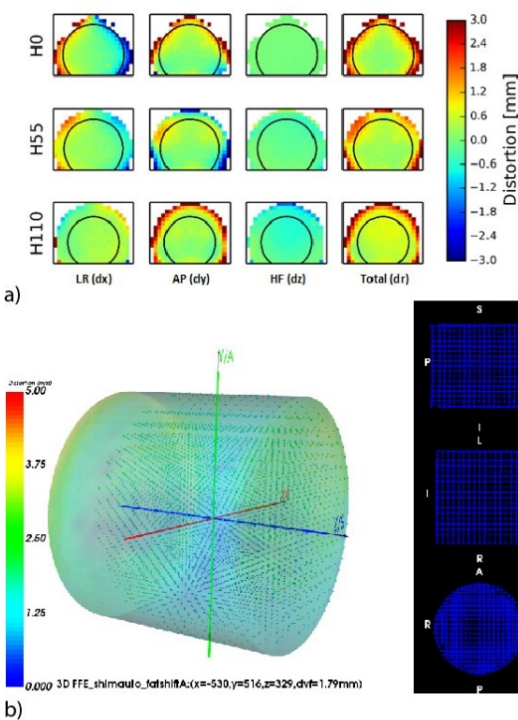 3.0
H0
2.4
1.8
1.2
H55
0.6
0.0
−0.6
−1.2
H110
−1.8
−2.4
−3.0
Distortion [mm]
LR (dx) AP (dy) HF (dz) Total (dr)
a)
S
P
I
L
I
R
A
R
P
Y/A
5.00
3.75
2.50
1.25
0.000
3D FFE_shimauto_fatshiftA:(x=-530,y=516,z=329,dvf=1.79mm)
b)